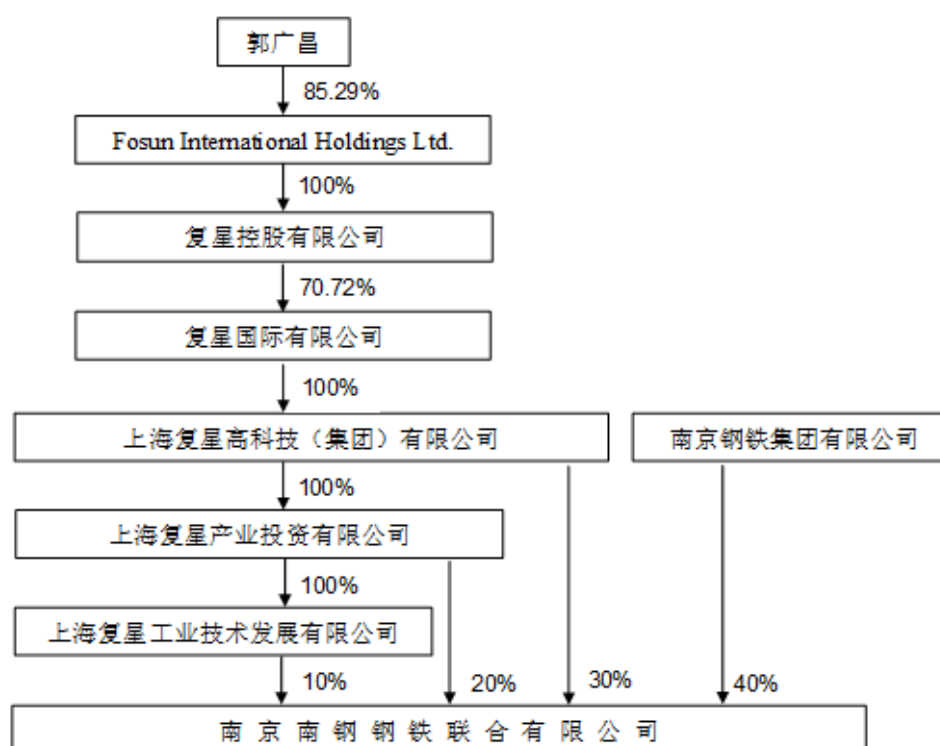 郭广昌
85.29%
Fosun International Holdings Ltd.
100%
复星控股有限公司
70.72%
复星国际有限公司
100%
上海复星高科技（集团）有限公司
南京钢铁集团有限公司
100%
上海复星产业投资有限公司
100%
上海复星工业技术发展有限公司
10%
20%
30%
40%
南京南钢钢铁联合有限公司